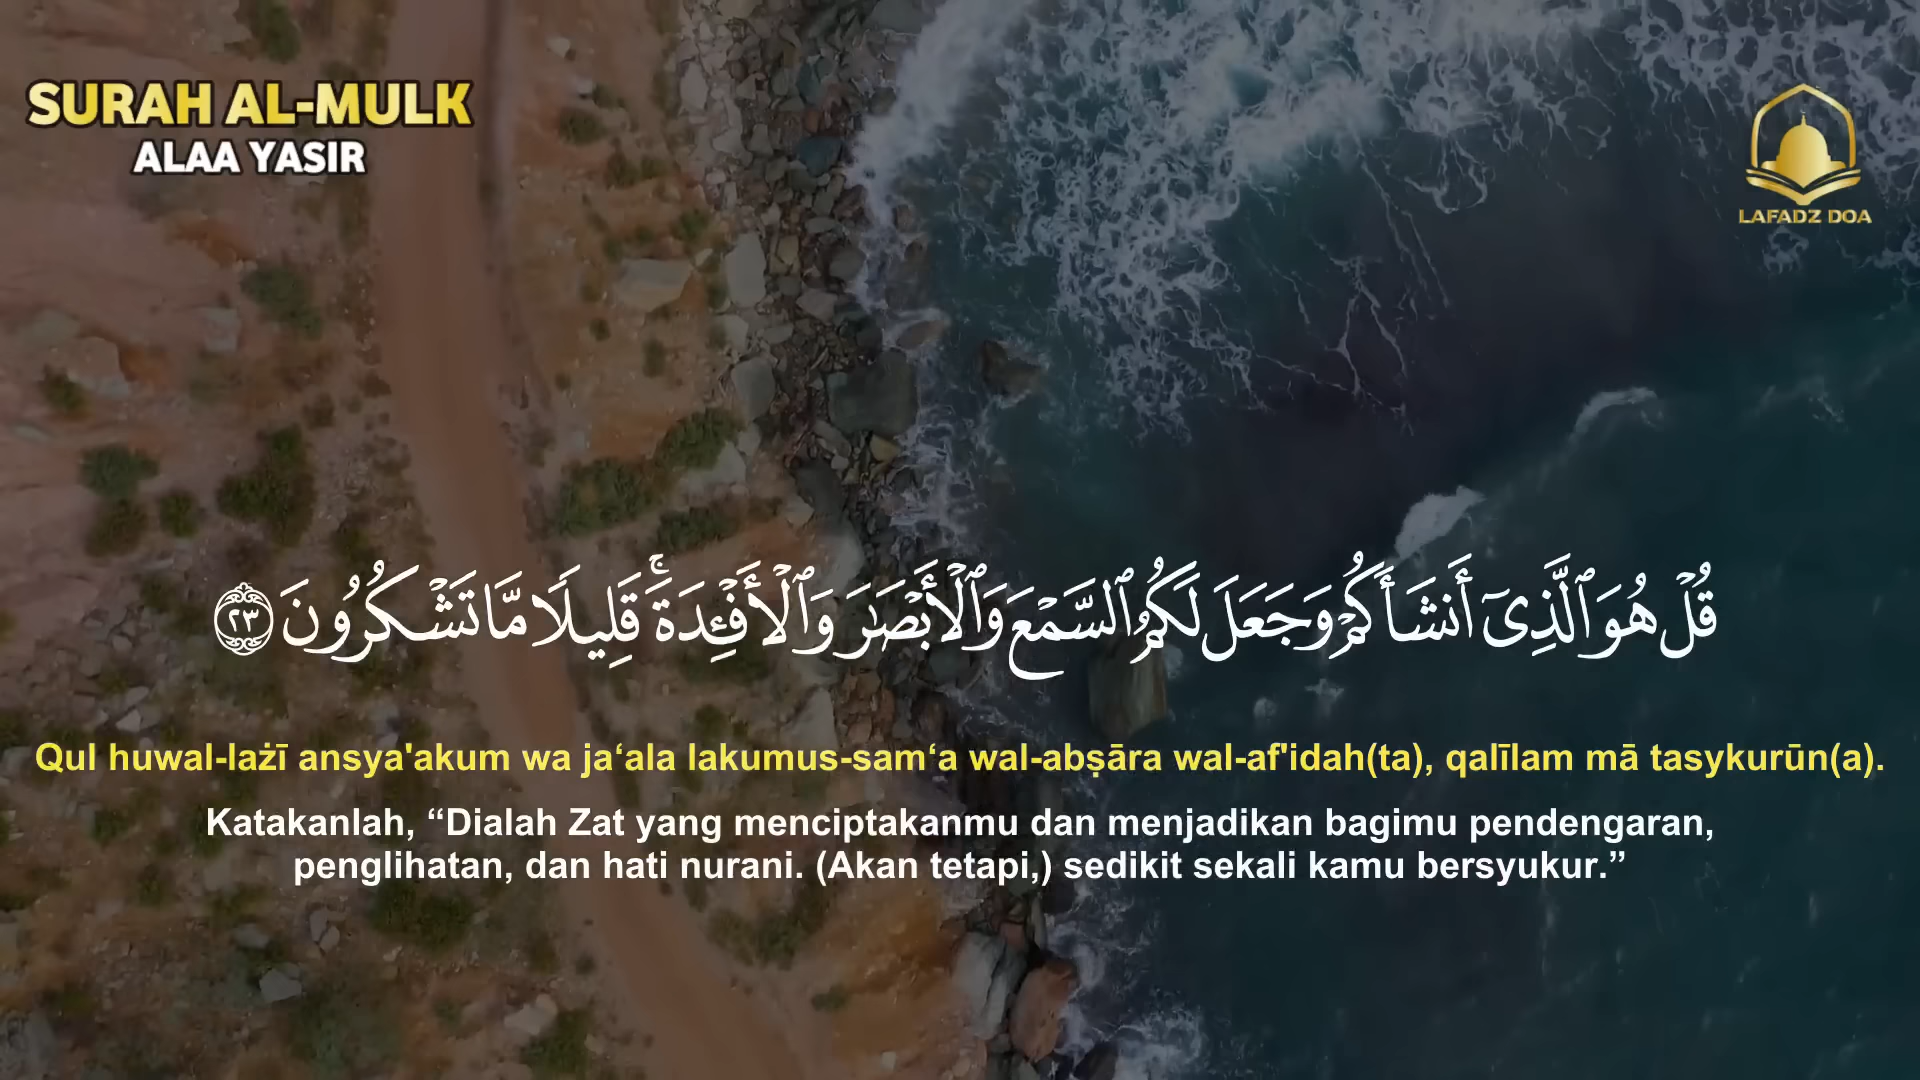 SURAH AL-MULK
ALAA YASIR
LAFADZ DOA
قُلْ هُوَ ٱلَّذِىٓ أَنشَأَكُمْ وَجَعَلَ لَكُمُ ٱلسَّمْعَ وَٱلْأَبْصَٰرَ وَٱلْأَفْـِٔدَةَ ۚ قَلِيلًا مَّا تَشْكُرُونَ ٢٣
Qul huwal-lażī ansya'akum wa ja‘ala lakumus-sam‘a wal-abṣāra wal-af'idah(ta), qalīlam mā tasykurūn(a).
Katakanlah, “Dialah Zat yang menciptakanmu dan menjadikan bagimu pendengaran,
penglihatan, dan hati nurani. (Akan tetapi,) sedikit sekali kamu bersyukur.”